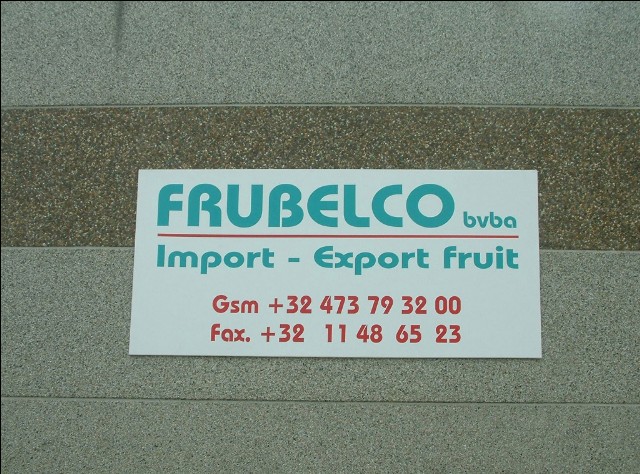 FRUBELCO bvba
Import - Export fruit
Gsm +32 473 79 32 00
Fax. +32 11 48 65 23